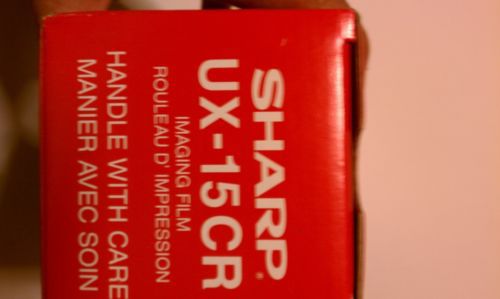 SHARP
UX-15CR
IMAGING FILM
ROULEAU D' IMPRESSION
HANDLE WITH CARE
MANIER AVEC SOIN